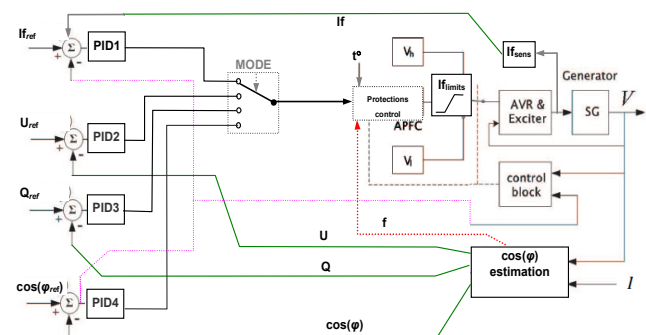 If
If_ref
Σ
+
-
PID1
If_sens
MODE
t°
V_h
Generator
If_limits
Protections
control
APFC
AVR &
Exciter
SG
V
U_ref
Σ
+
-
PID2
V_l
control
block
Q_ref
Σ
+
-
PID3
f
U
Q
cos(φ)
estimation
I
cos(φ_ref)
Σ
+
-
PID4
cos(φ)